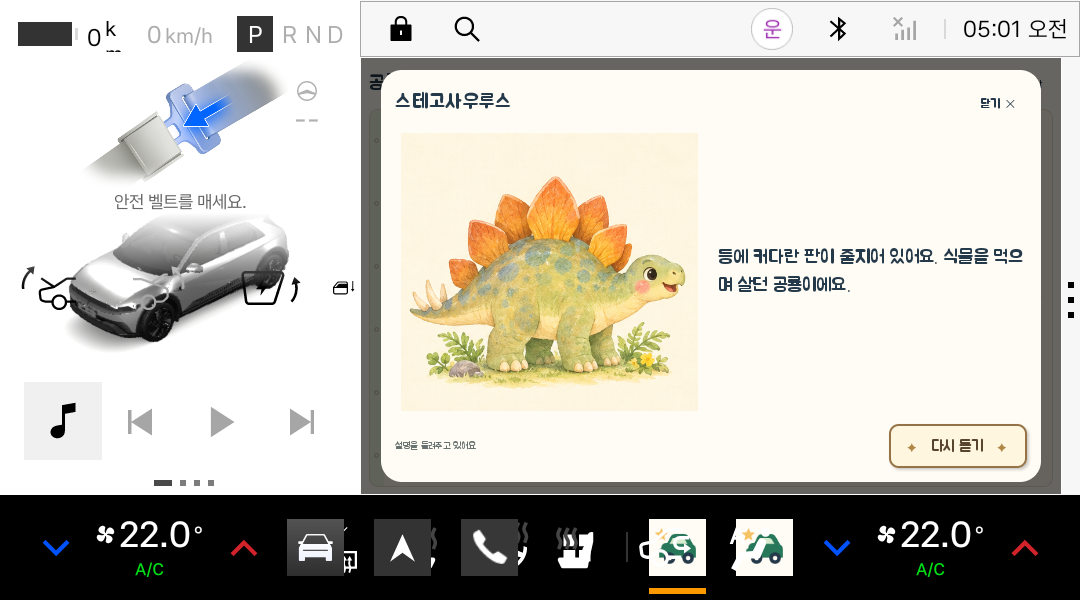 0 km
0 km/h
P R N D
안전 벨트를 매세요.
운
05:01 오전
공
스테고사우루스
닫기 ×
등에 커다란 판이 줄지어 있어요. 식물을 먹으
며 살던 공룡이에요.
설명을 들려주고 있어요
다시 듣기
22.0°
A/C
22.0°
A/C